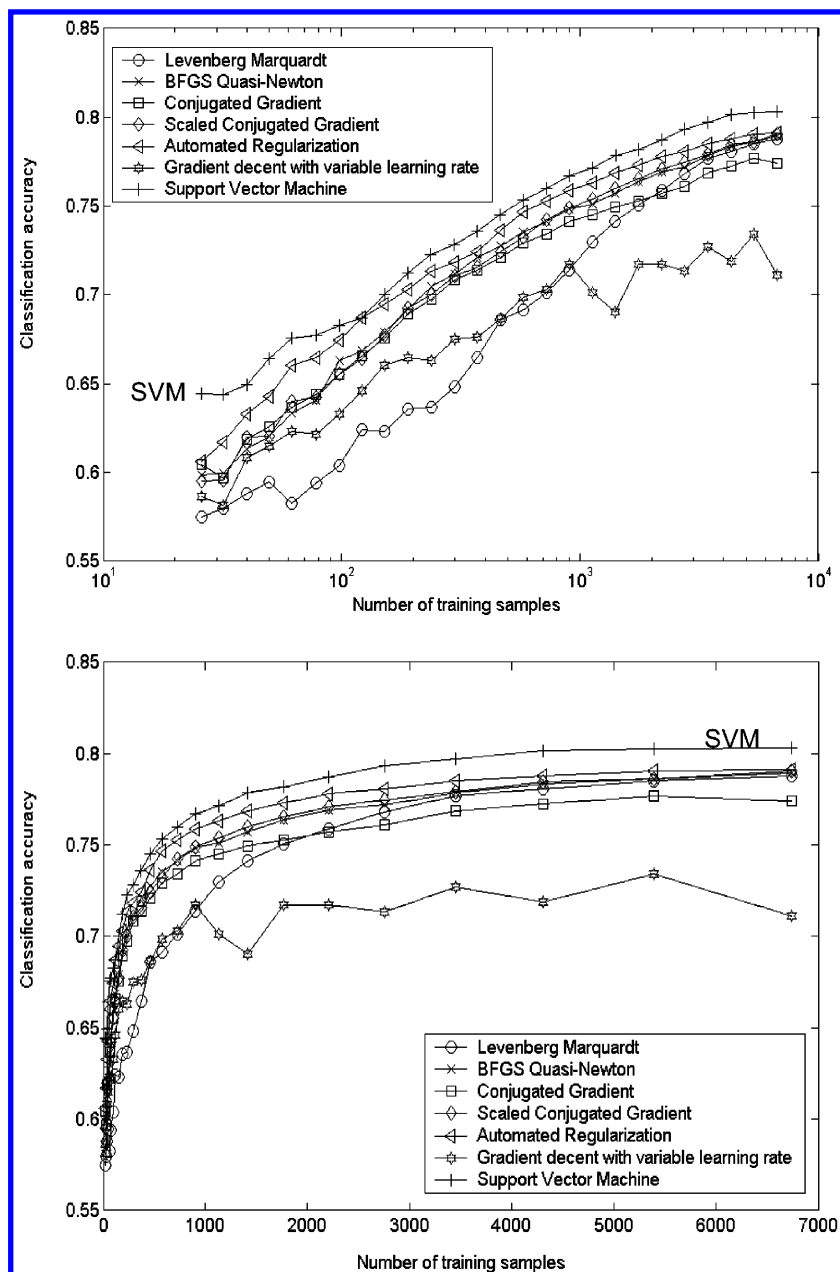 0.85
Levenberg Marquardt
BFGS Quasi-Newton
Conjugated Gradient
Scaled Conjugated Gradient
Automated Regularization
Gradient decent with variable learning rate
Support Vector Machine
0.8
0.75
0.7
0.65
0.6
0.55
Classification accuracy
SVM
10^1
10^2
10^3
10^4
Number of training samples
0.85
0.8
0.75
0.7
0.65
0.6
0.55
Classification accuracy
SVM
Levenberg Marquardt
BFGS Quasi-Newton
Conjugated Gradient
Scaled Conjugated Gradient
Automated Regularization
Gradient decent with variable learning rate
Support Vector Machine
0
1000
2000
3000
4000
5000
6000
7000
Number of training samples